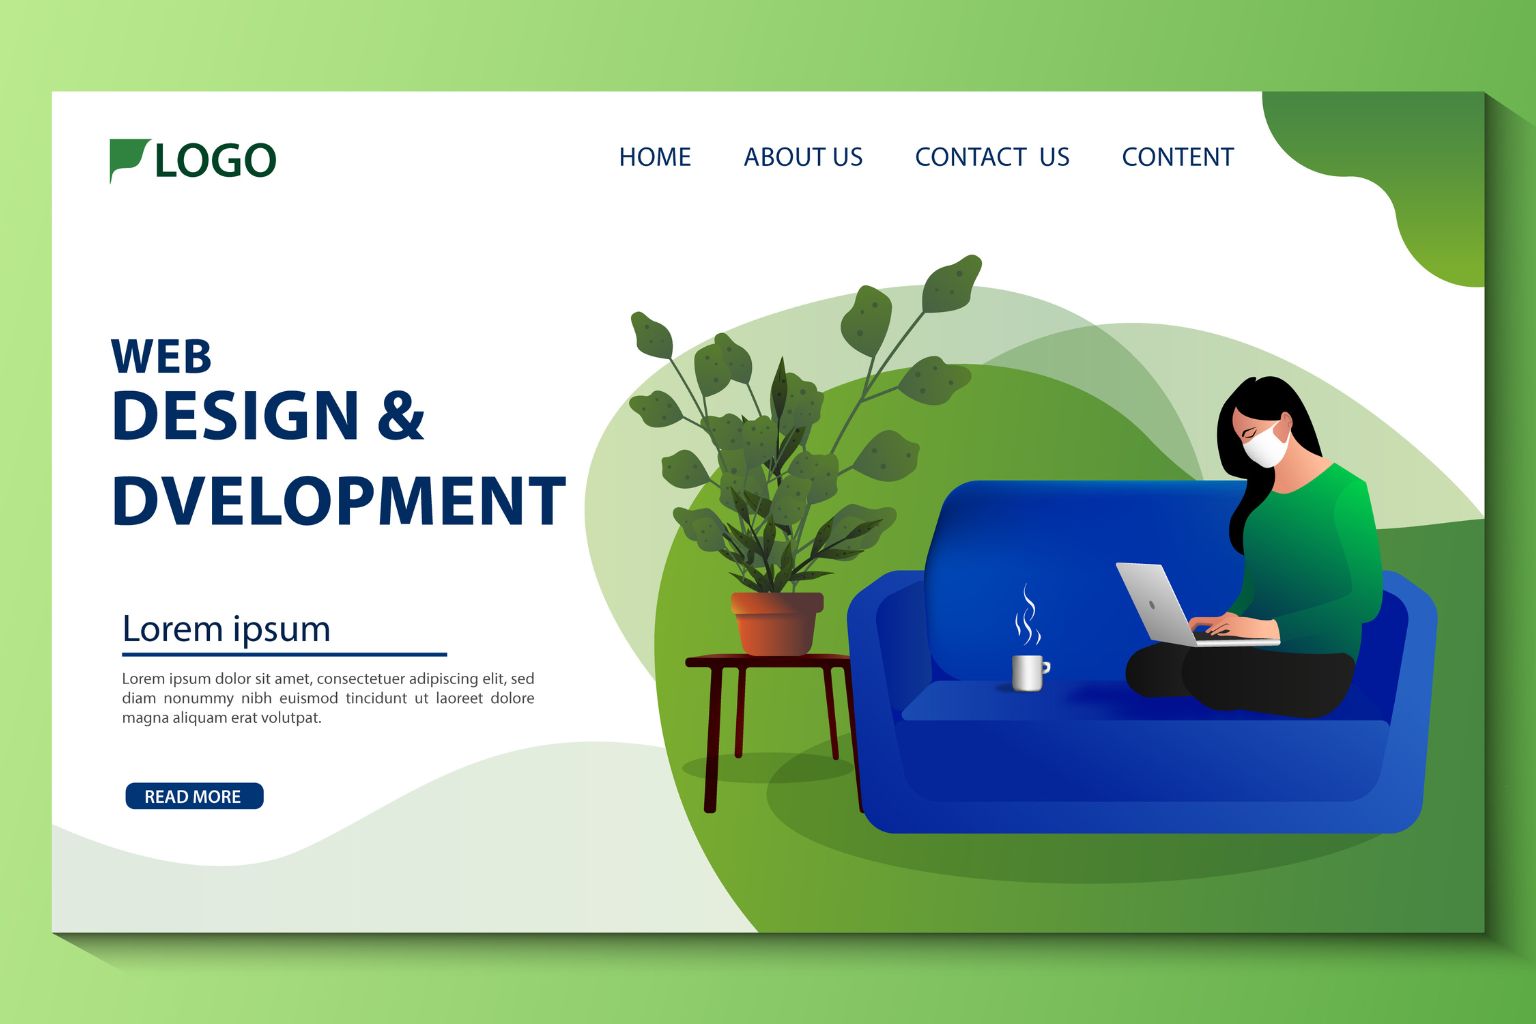 LOGO
HOME ABOUT US CONTACT US CONTENT
WEB
DESIGN &
DVELOPMENT
Lorem ipsum
Lorem ipsum dolor sit amet, consectetuer adipiscing elit, sed
diam nonummy nibh euismod tincidunt ut laoreet dolore
magna aliquam erat volutpat.
READ MORE